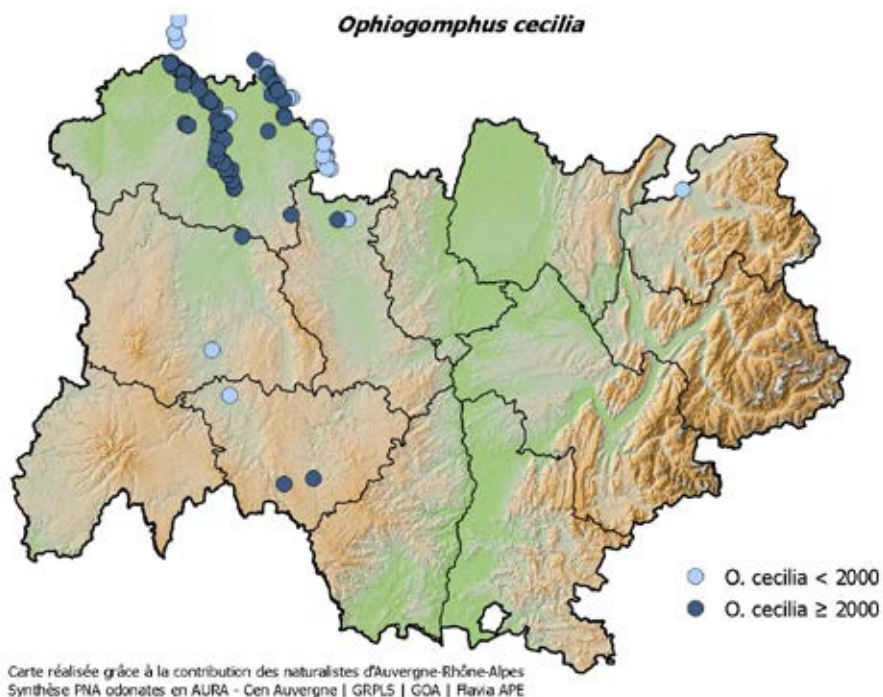 Ophiogomphus cecilia
O. cecilia < 2000
O. cecilia ≥ 2000
Carte réalisée grâce à la contribution des naturalistes d'Auvergne-Rhône-Alpes
Synthèse PNA odonates en AURA - Cen Auvergne | GRPLS | GOA | Flavia APE